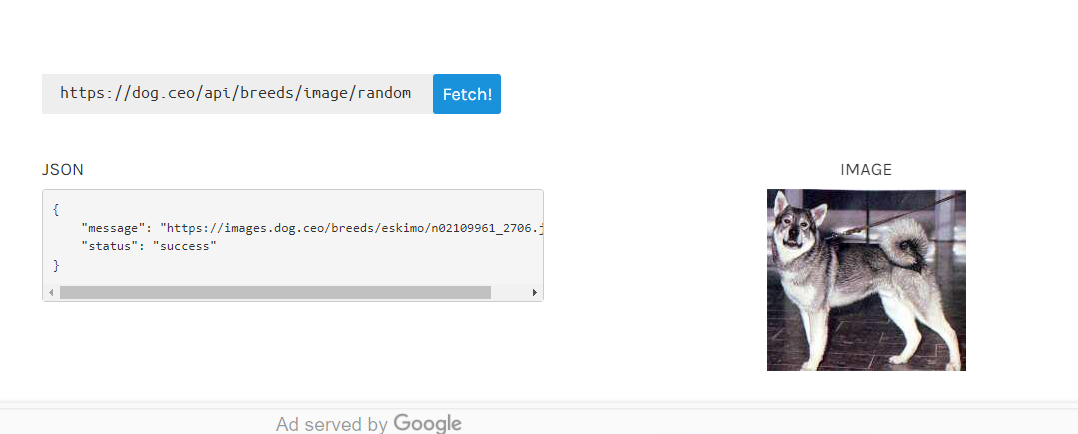 https://dog.ceo/api/breeds/image/random
Fetch!
JSON
IMAGE
{
"message": "https://images.dog.ceo/breeds/eskimo/n02109961_2706.j
"status": "success"
}
Ad served by Google